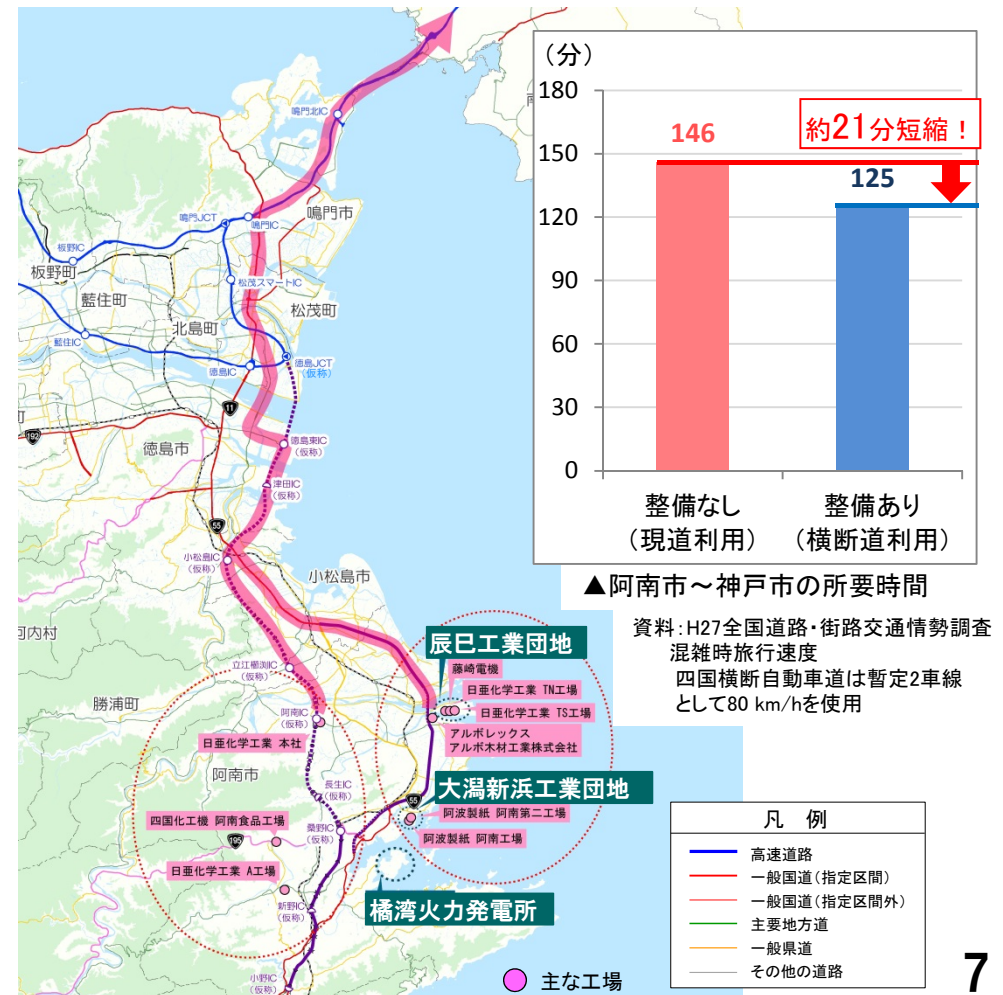 (分)
180
150
120
90
60
30
0
146
125
約21分短縮！
整備なし
(現道利用)
整備あり
(横断道利用)
▲阿南市～神戸市の所要時間
資料：H27全国道路・街路交通情勢調査
混雑時旅行速度
四国横断自動車道は暫定2車線
として80 km/hを使用
鳴門北IC
鳴門市
鳴門JCT
鳴門IC
板野IC
板野町
松茂スマートIC
藍住町
松茂町
北島町
藍住IC
徳島IC
徳島JCT
(仮称)
11
192
徳島市
徳島東IC
(仮称)
津田IC
(仮称)
55
小松島IC
(仮称)
小松島市
河内村
辰巳工業団地
藤崎電機
日亜化学工業 TN工場
日亜化学工業 TS工場
アルボレックス
アルボ木材工業株式会社
立江櫛渕IC
(仮称)
勝浦町
阿南IC
(仮称)
日亜化学工業 本社
阿南市
長生IC
(仮称)
大潟新浜工業団地
55
阿波製紙 阿南第二工場
阿波製紙 阿南工場
四国化工機 阿南食品工場
桑野IC
(仮称)
195
日亜化学工業 A工場
橘湾火力発電所
新野IC
(仮称)
小野IC
(仮称)
主な工場
凡 例
高速道路
一般国道(指定区間)
一般国道(指定区間外)
主要地方道
一般県道
その他の道路
7